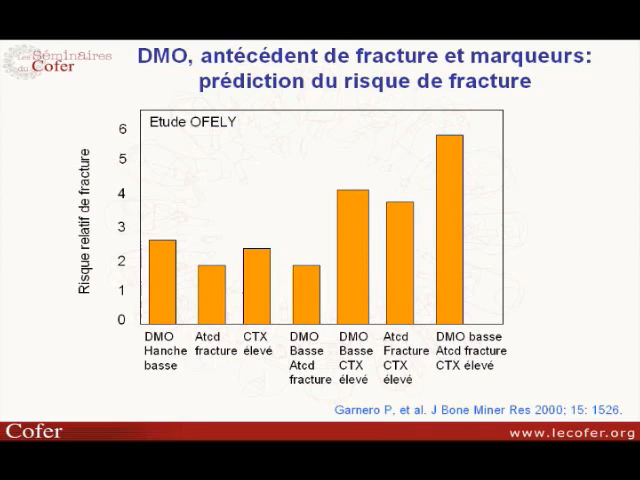 Les Séminaires
du Cofer
DMO, antécédent de fracture et marqueurs:
prédiction du risque de fracture
Etude OFELY
Risque relatif de fracture
6
5
4
3
2
1
0
DMO
Hanche
basse
Atcd
fracture
CTX
élevé
DMO
Basse
Atcd
fracture
DMO
Basse
CTX
élevé
Atcd
Fracture
CTX
élevé
DMO basse
Atcd fracture
CTX élevé
Garnero P, et al. J Bone Miner Res 2000; 15: 1526.
Cofer
www.lecofer.org